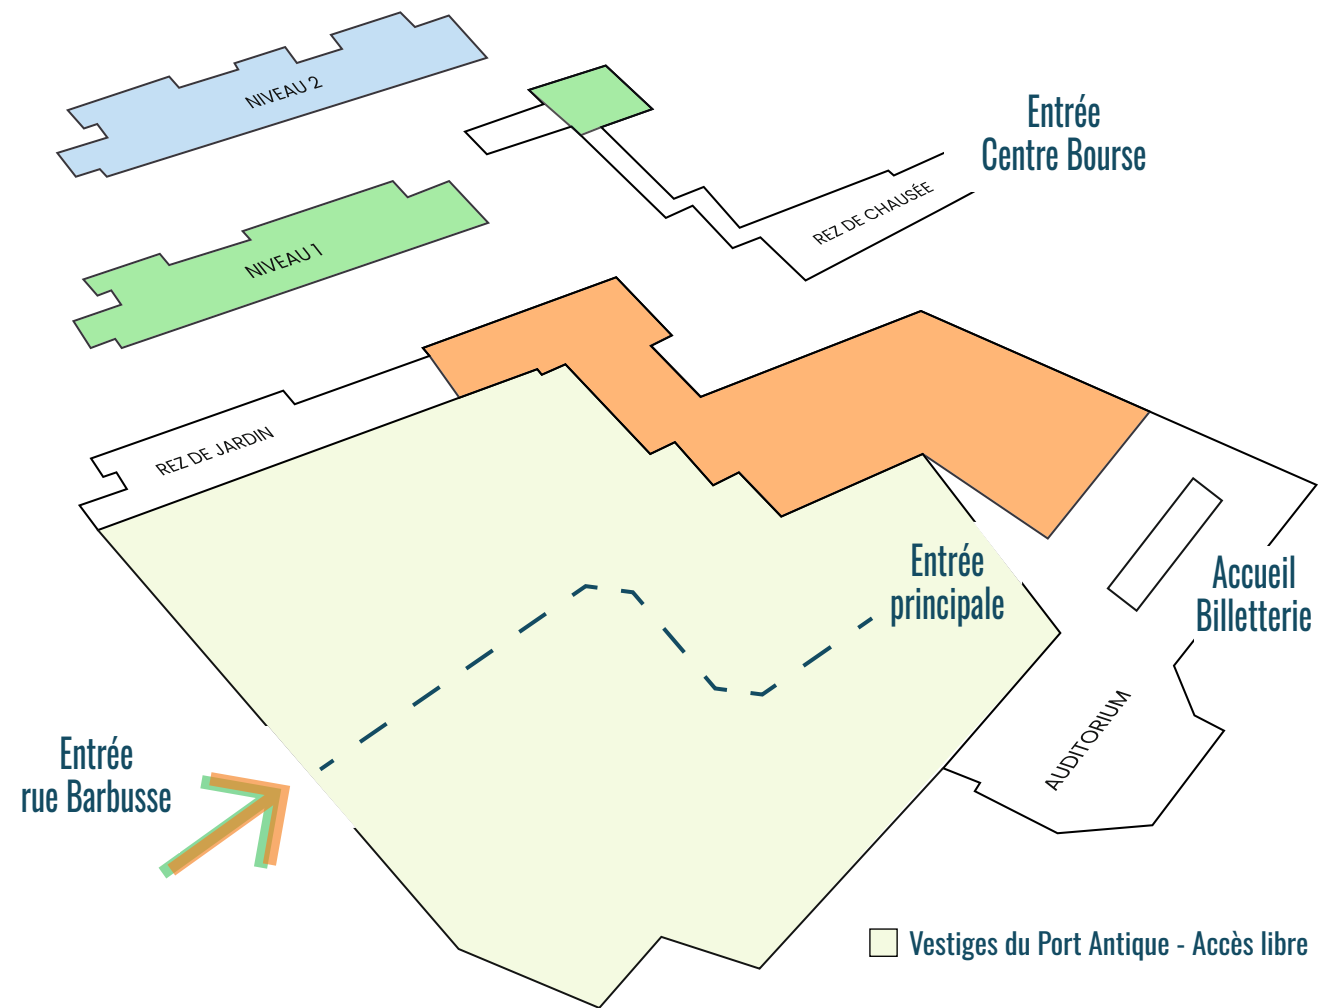 NIVEAU 2
Entrée
Centre Bourse
REZ DE CHAUSÉE
NIVEAU 1
REZ DE JARDIN
Entrée
principale
Accueil
Billetterie
AUDITORIUM
Entrée
rue Barbusse
Vestiges du Port Antique - Accès libre